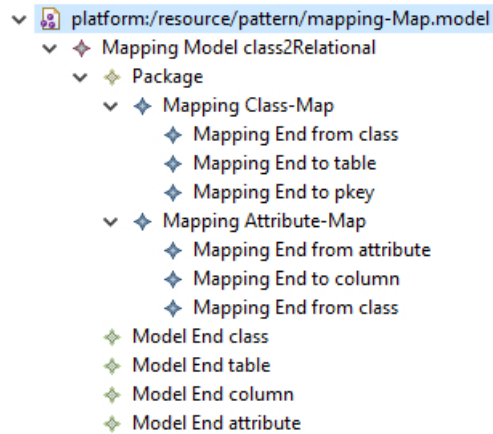 platform:/resource/pattern/mapping-Map.model
Mapping Model class2Relational
Package
Mapping Class-Map
Mapping End from class
Mapping End to table
Mapping End to pkey
Mapping Attribute-Map
Mapping End from attribute
Mapping End to column
Mapping End from class
Model End class
Model End table
Model End column
Model End attribute